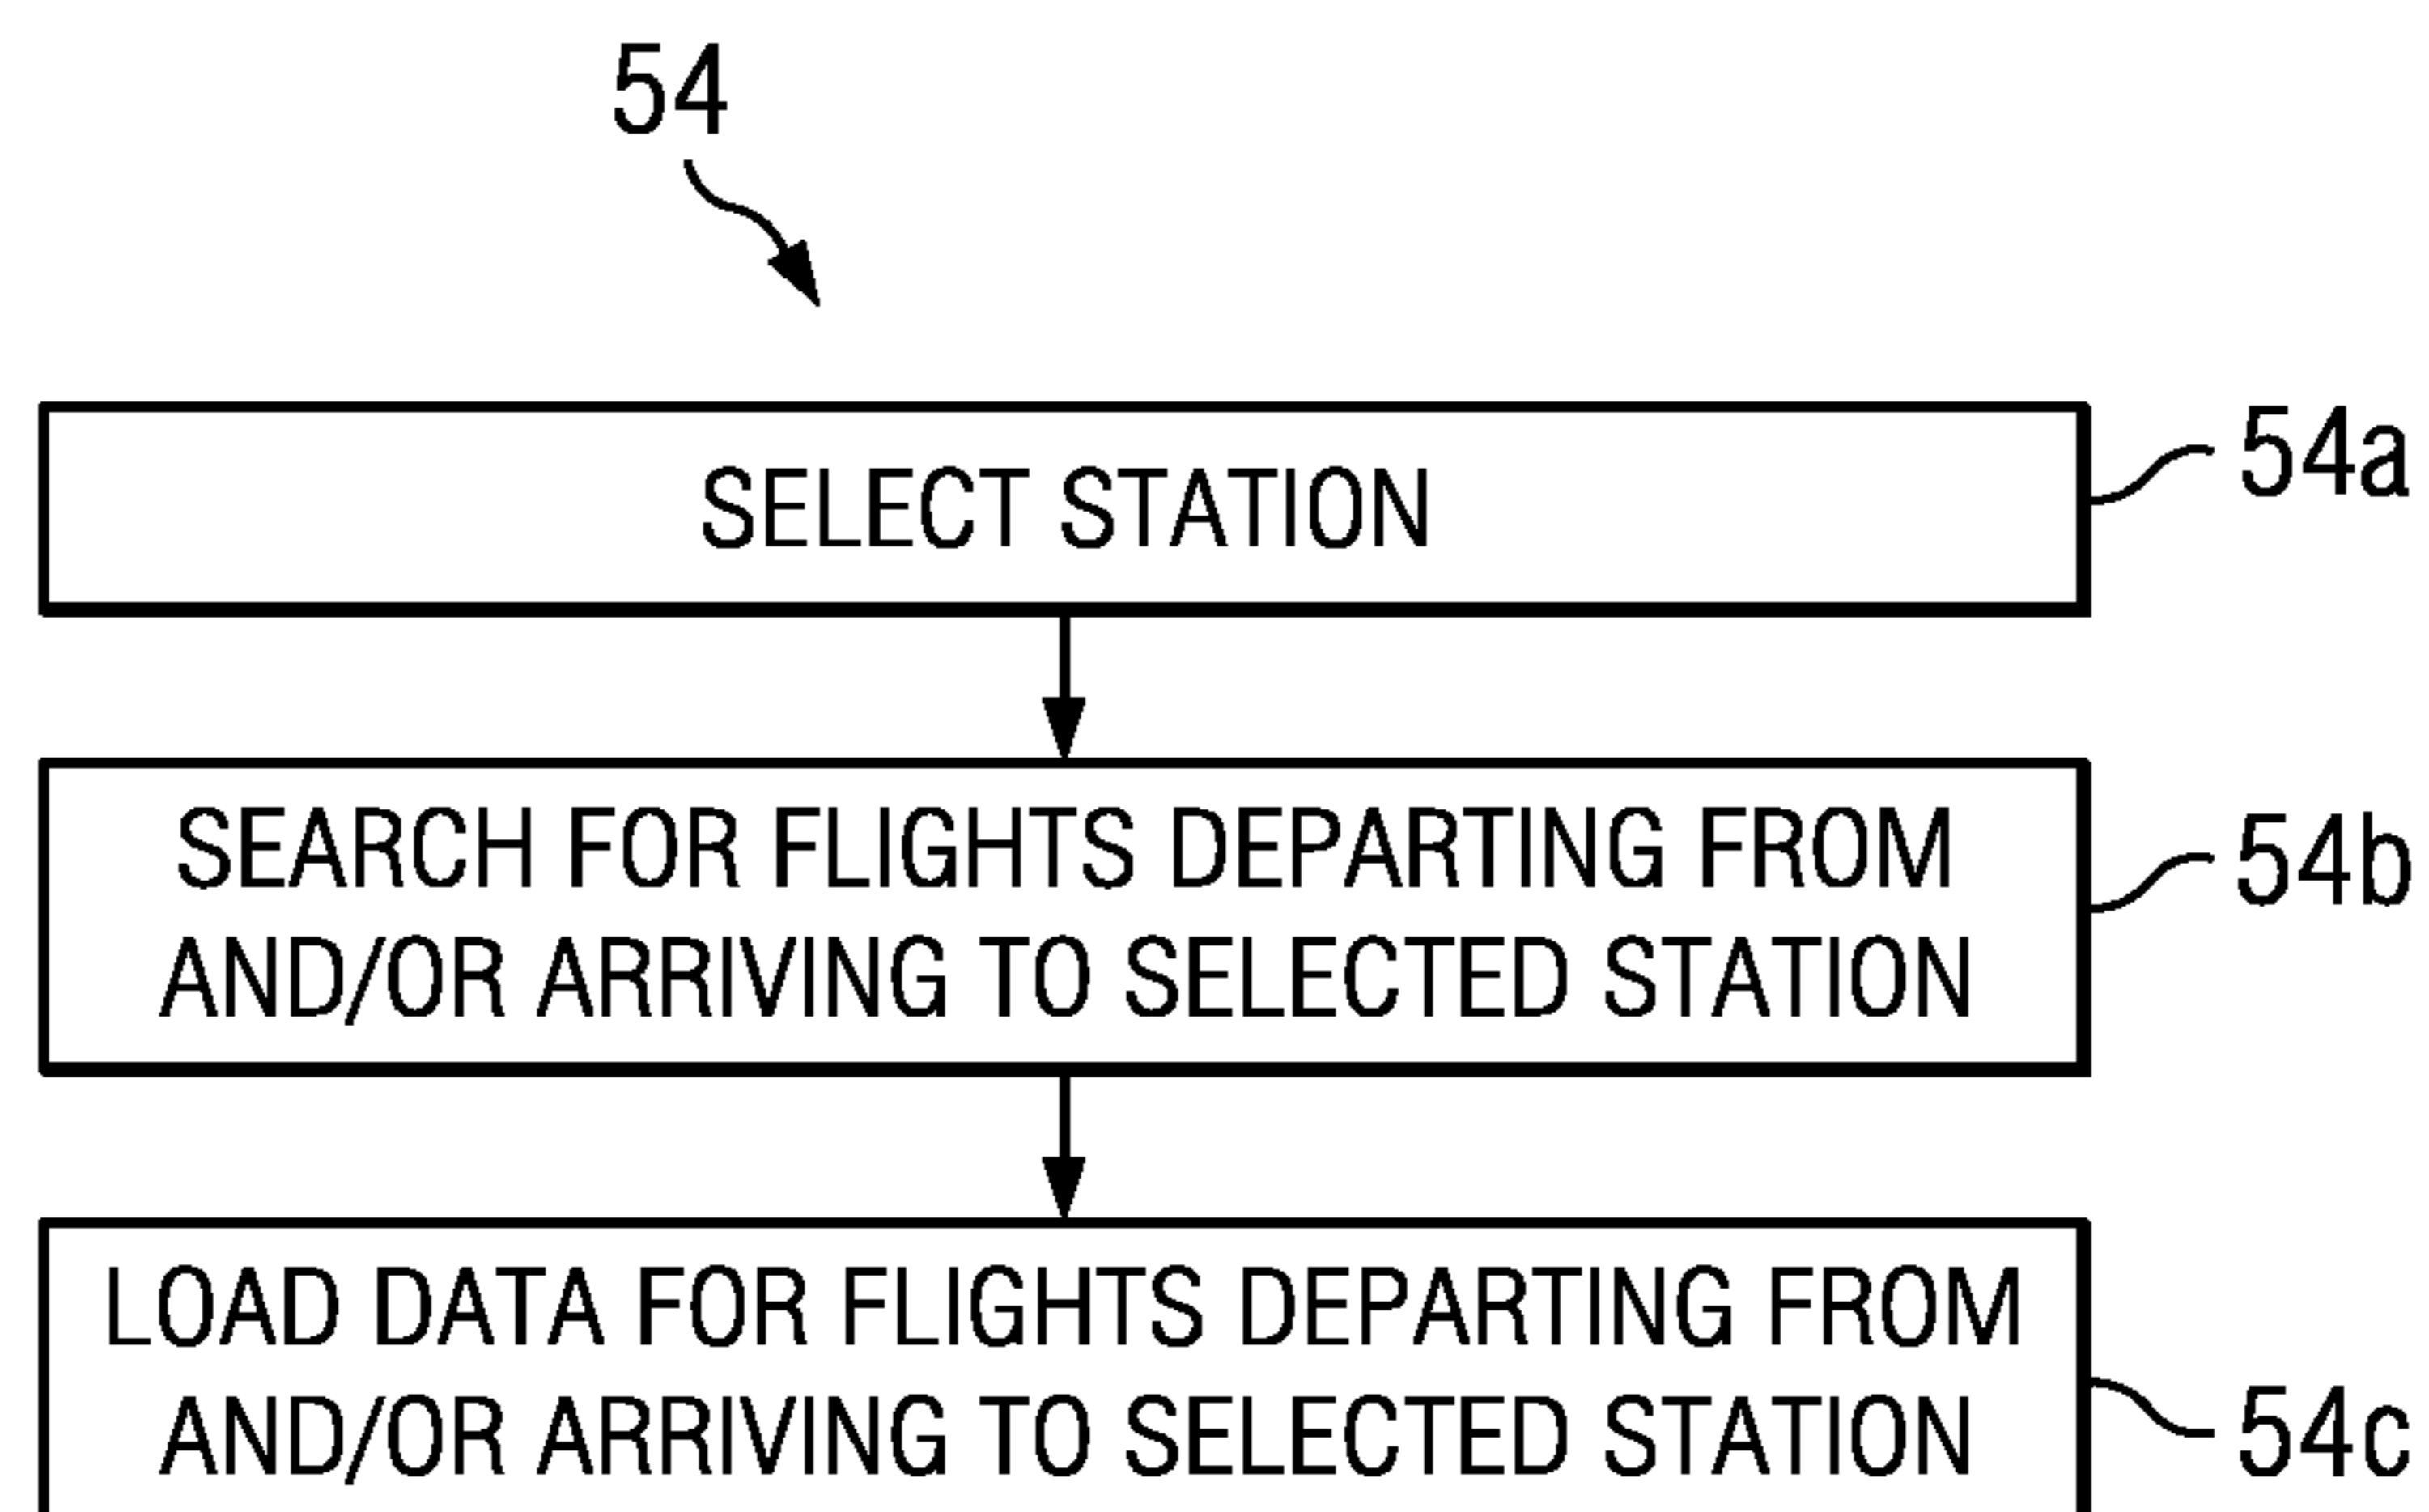 54
SELECT STATION
54a
SEARCH FOR FLIGHTS DEPARTING FROM
AND/OR ARRIVING TO SELECTED STATION
54b
LOAD DATA FOR FLIGHTS DEPARTING FROM
AND/OR ARRIVING TO SELECTED STATION
54c